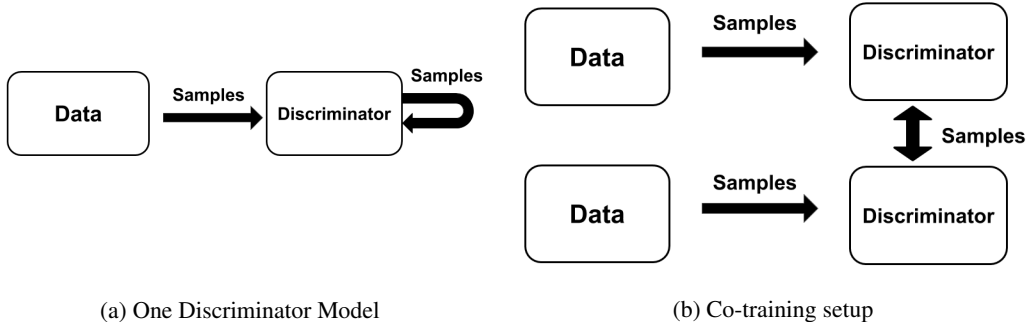 Data
Samples
Discriminator
Samples
(a) One Discriminator Model
Data
Samples
Discriminator
Samples
Data
Samples
Discriminator
(b) Co-training setup